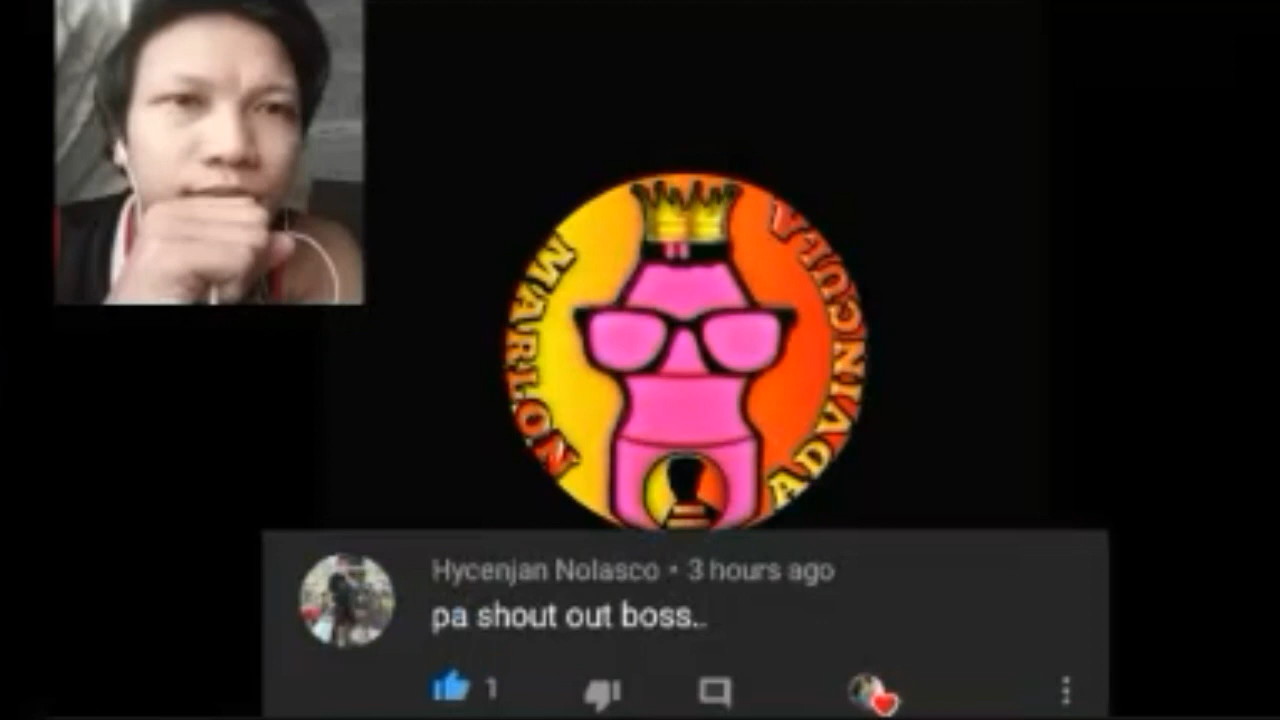 MARLON
ADVINCULA
Hycenjan Nolasco • 3 hours ago
pa shout out boss..
1